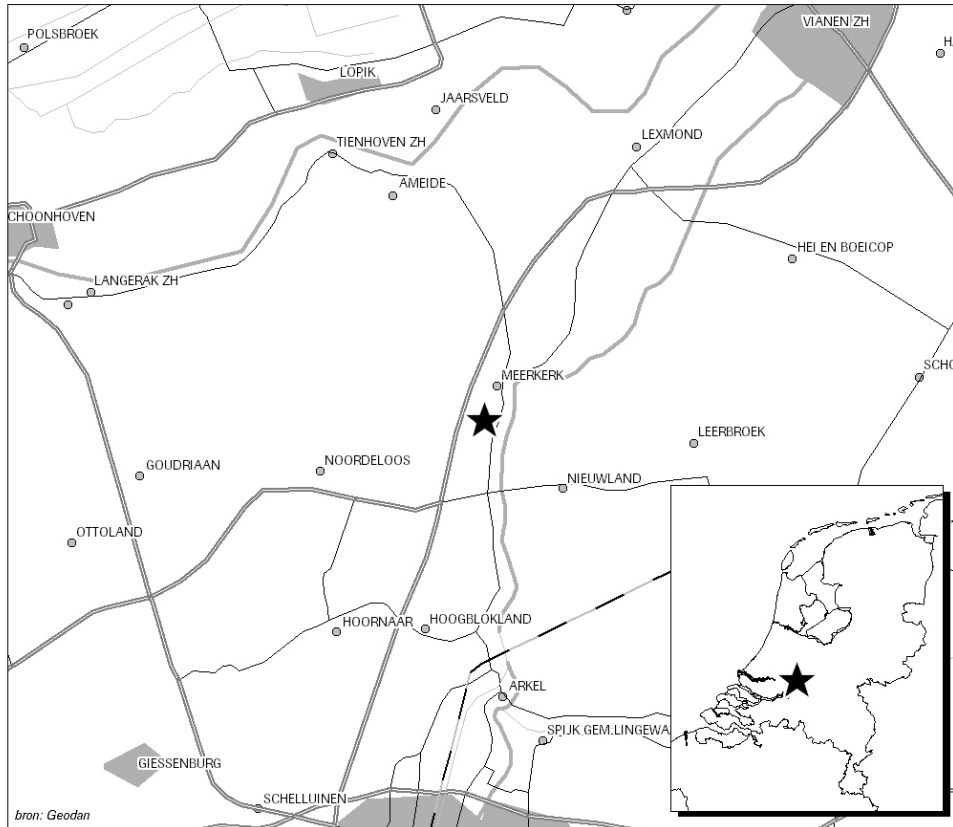 VIANEN ZH
POLSBROEK
HA
LOPIK
JAARSVELD
LEXMOND
TIENHOVEN ZH
AMEIDE
CHOONHOVEN
HEI EN BOEICOP
LANGERAK ZH
SCHO
MEERKERK
LEERBROEK
GOUDRIAAN
NOORDELOOS
NIEUWLAND
OTTOLAND
HOORNAAR
HOOGBLOKLAND
ARKEL
SPIJK GEM.LINGEWA
GIESSENBURG
SCHELLUINEN
bron: Geodan